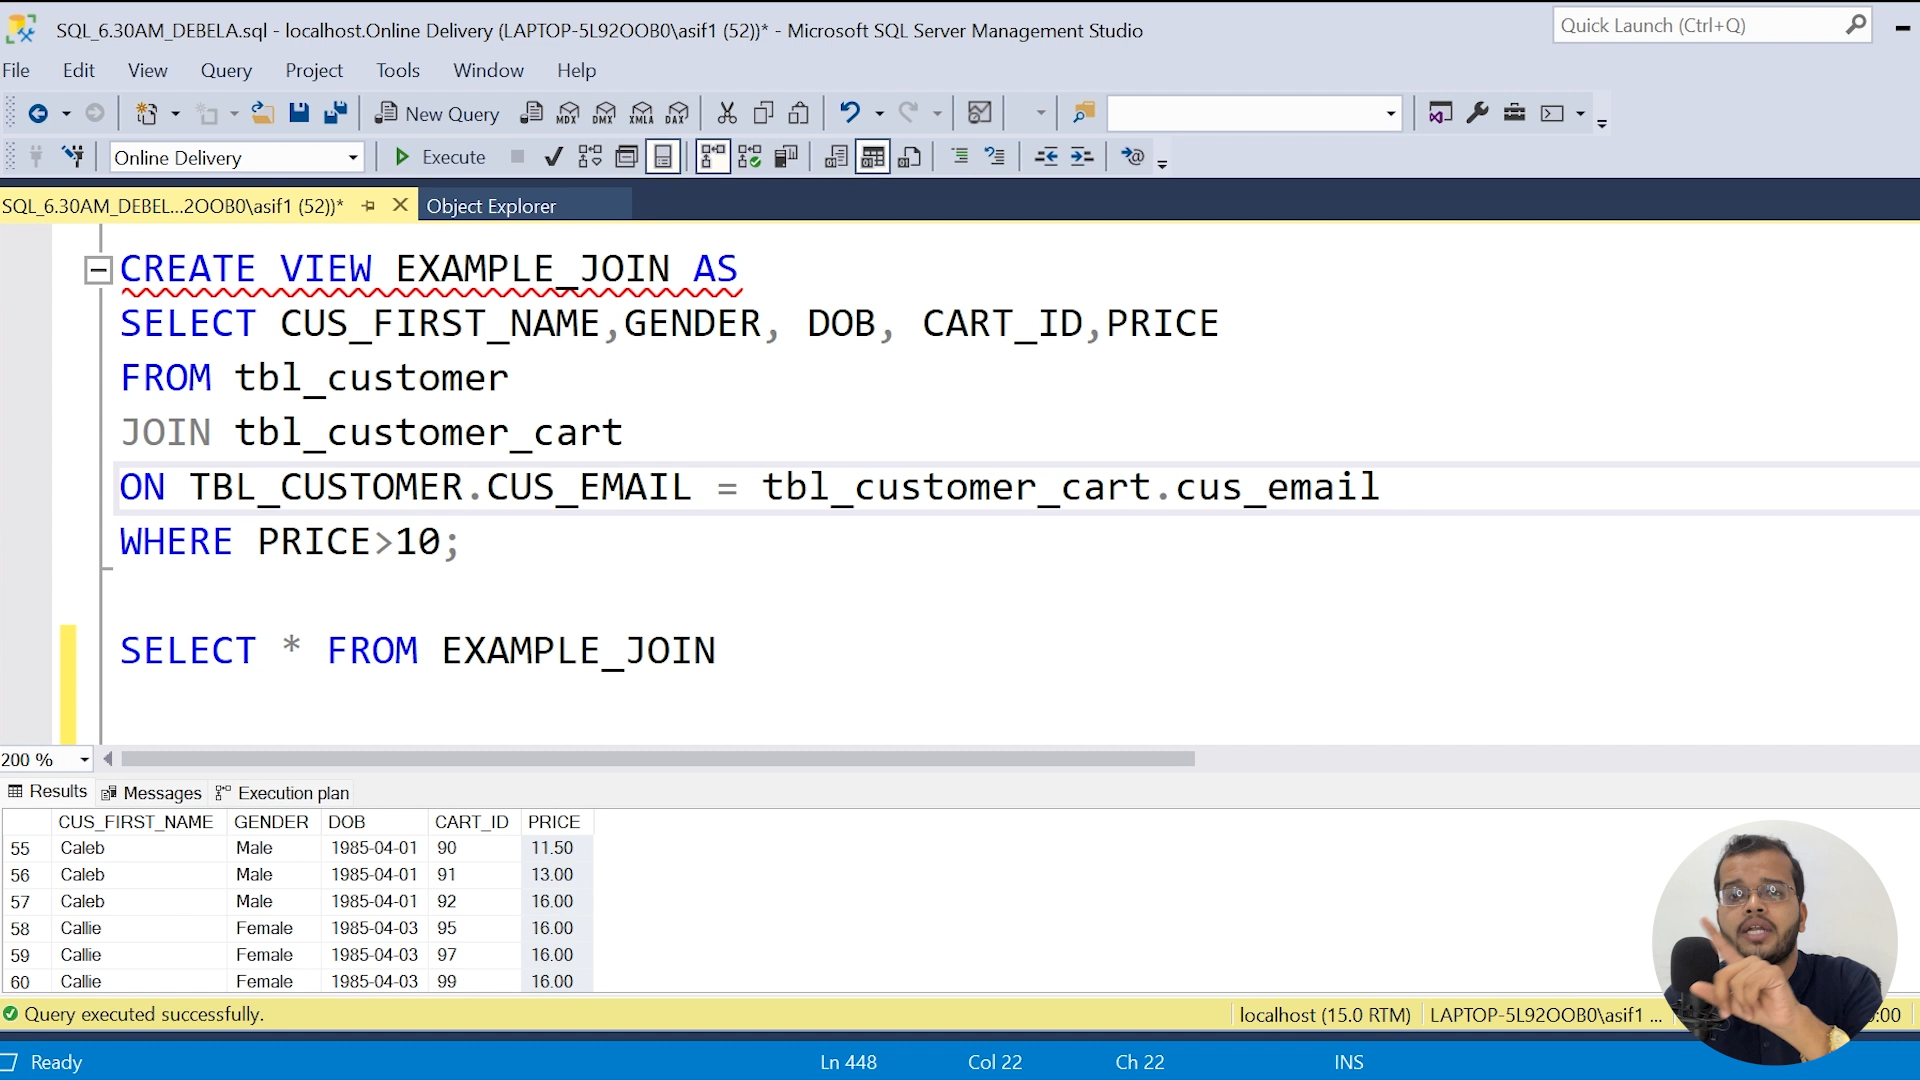 SQL_6.30AM_DEBELA.sql - localhost.Online Delivery (LAPTOP-5L92OOB0\asif1 (52))* - Microsoft SQL Server Management Studio
Quick Launch (Ctrl+Q)
File Edit View Query Project Tools Window Help
New Query MDX DMX XMLA DAX
Online Delivery Execute
SQL_6.30AM_DEBEL...2OOB0\asif1 (52))* Object Explorer
CREATE VIEW EXAMPLE_JOIN AS
SELECT CUS_FIRST_NAME,GENDER, DOB, CART_ID,PRICE
FROM tbl_customer
JOIN tbl_customer_cart
ON TBL_CUSTOMER.CUS_EMAIL = tbl_customer_cart.cus_email
WHERE PRICE>10;
SELECT * FROM EXAMPLE_JOIN
200 %
Results Messages Execution plan
CUS_FIRST_NAME GENDER DOB CART_ID PRICE
55 Caleb Male 1985-04-01 90 11.50
56 Caleb Male 1985-04-01 91 13.00
57 Caleb Male 1985-04-01 92 16.00
58 Callie Female 1985-04-03 95 16.00
59 Callie Female 1985-04-03 97 16.00
60 Callie Female 1985-04-03 99 16.00
Query executed successfully. localhost (15.0 RTM) LAPTOP-5L92OOB0\asif1 ... :00
Ready Ln 448 Col 22 Ch 22 INS